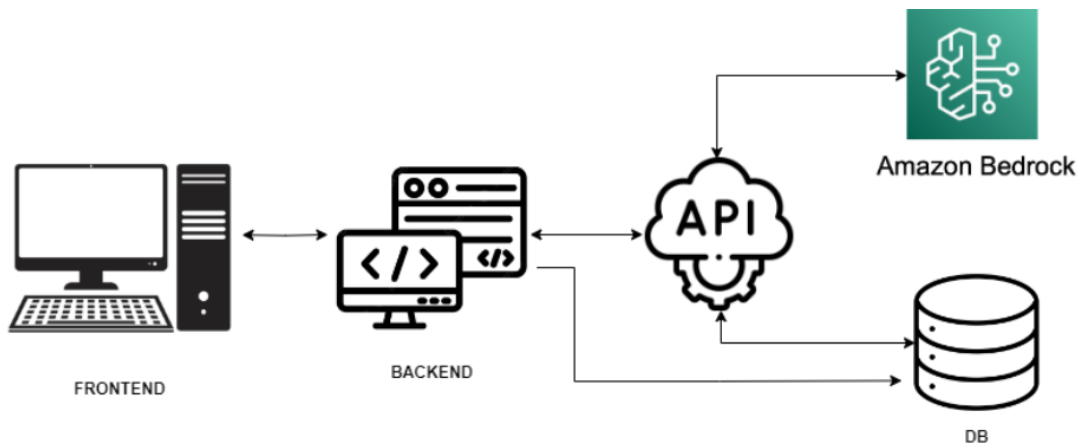 FRONTEND
</>
</>
BACKEND
API
Amazon Bedrock
DB